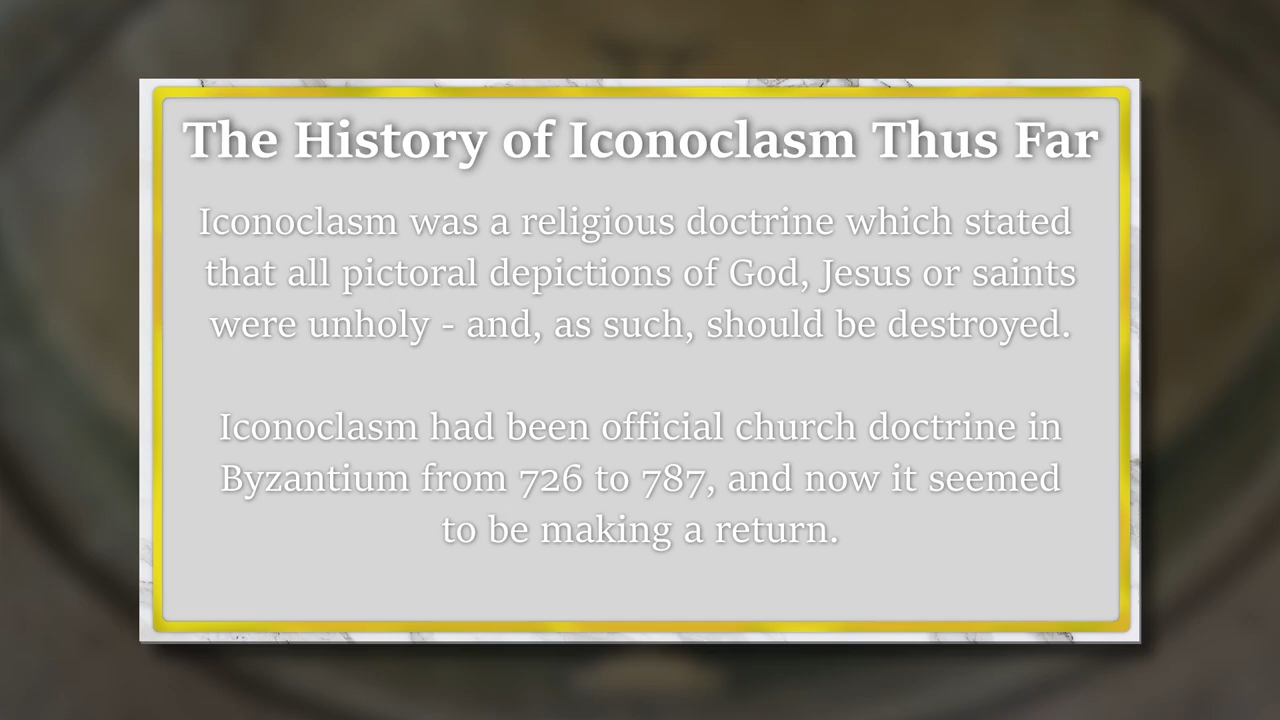 The History of Iconoclasm Thus Far
Iconoclasm was a religious doctrine which stated
that all pictoral depictions of God, Jesus or saints
were unholy - and, as such, should be destroyed.
Iconoclasm had been official church doctrine in
Byzantium from 726 to 787, and now it seemed
to be making a return.